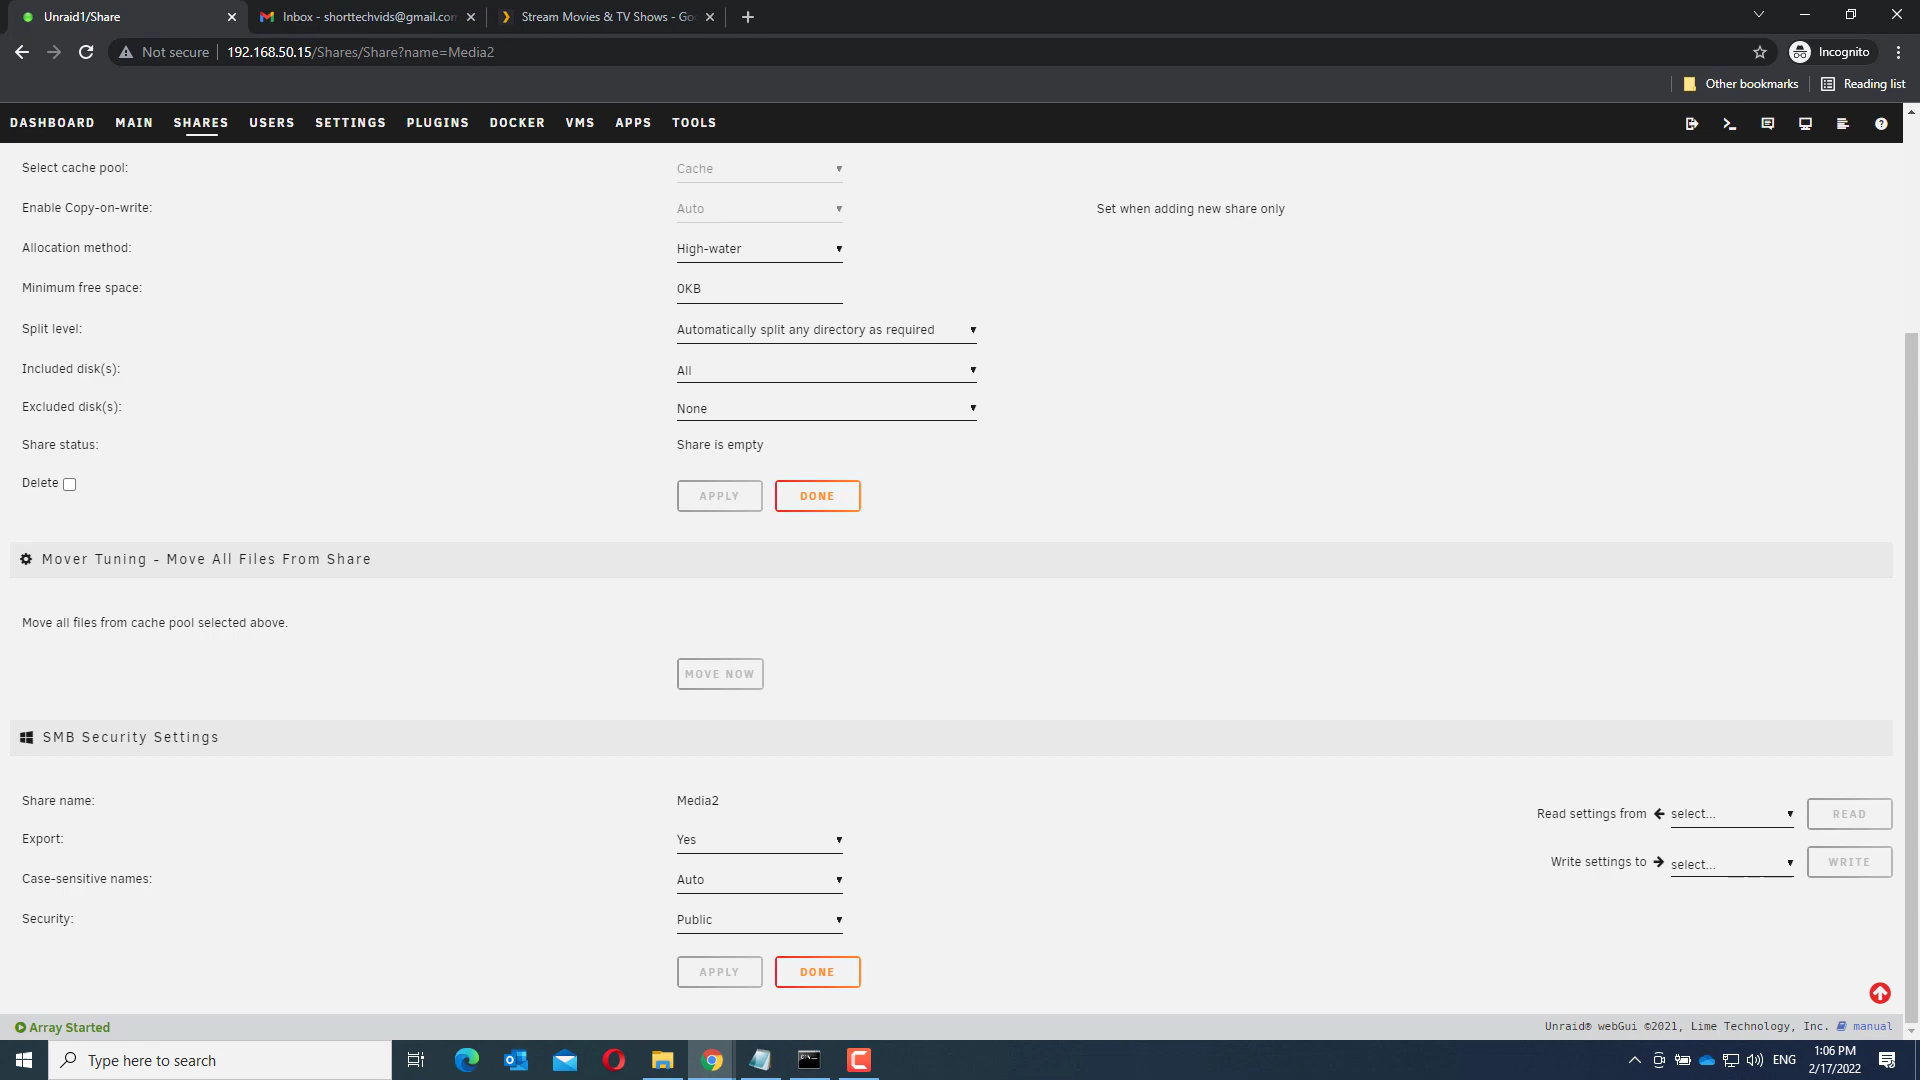 Unraid1/Share
Inbox - shorttechvids@gmail.com
Stream Movies & TV Shows - Go
Not secure
192.168.50.15/Shares/Share?name=Media2
Incognito
Other bookmarks
Reading list
DASHBOARD MAIN SHARES USERS SETTINGS PLUGINS DOCKER VMS APPS TOOLS
Select cache pool: Cache
Enable Copy-on-write: Auto Set when adding new share only
Allocation method: High-water
Minimum free space: 0KB
Split level: Automatically split any directory as required
Included disk(s): All
Excluded disk(s): None
Share status: Share is empty
Delete
APPLY DONE
Mover Tuning - Move All Files From Share
Move all files from cache pool selected above.
MOVE NOW
SMB Security Settings
Share name: Media2
Read settings from select... READ
Export: Yes
Write settings to select... WRITE
Case-sensitive names: Auto
Security: Public
APPLY DONE
Array Started
Unraid® webGui ©2021, Lime Technology, Inc. manual
Type here to search
ENG
1:06 PM
2/17/2022